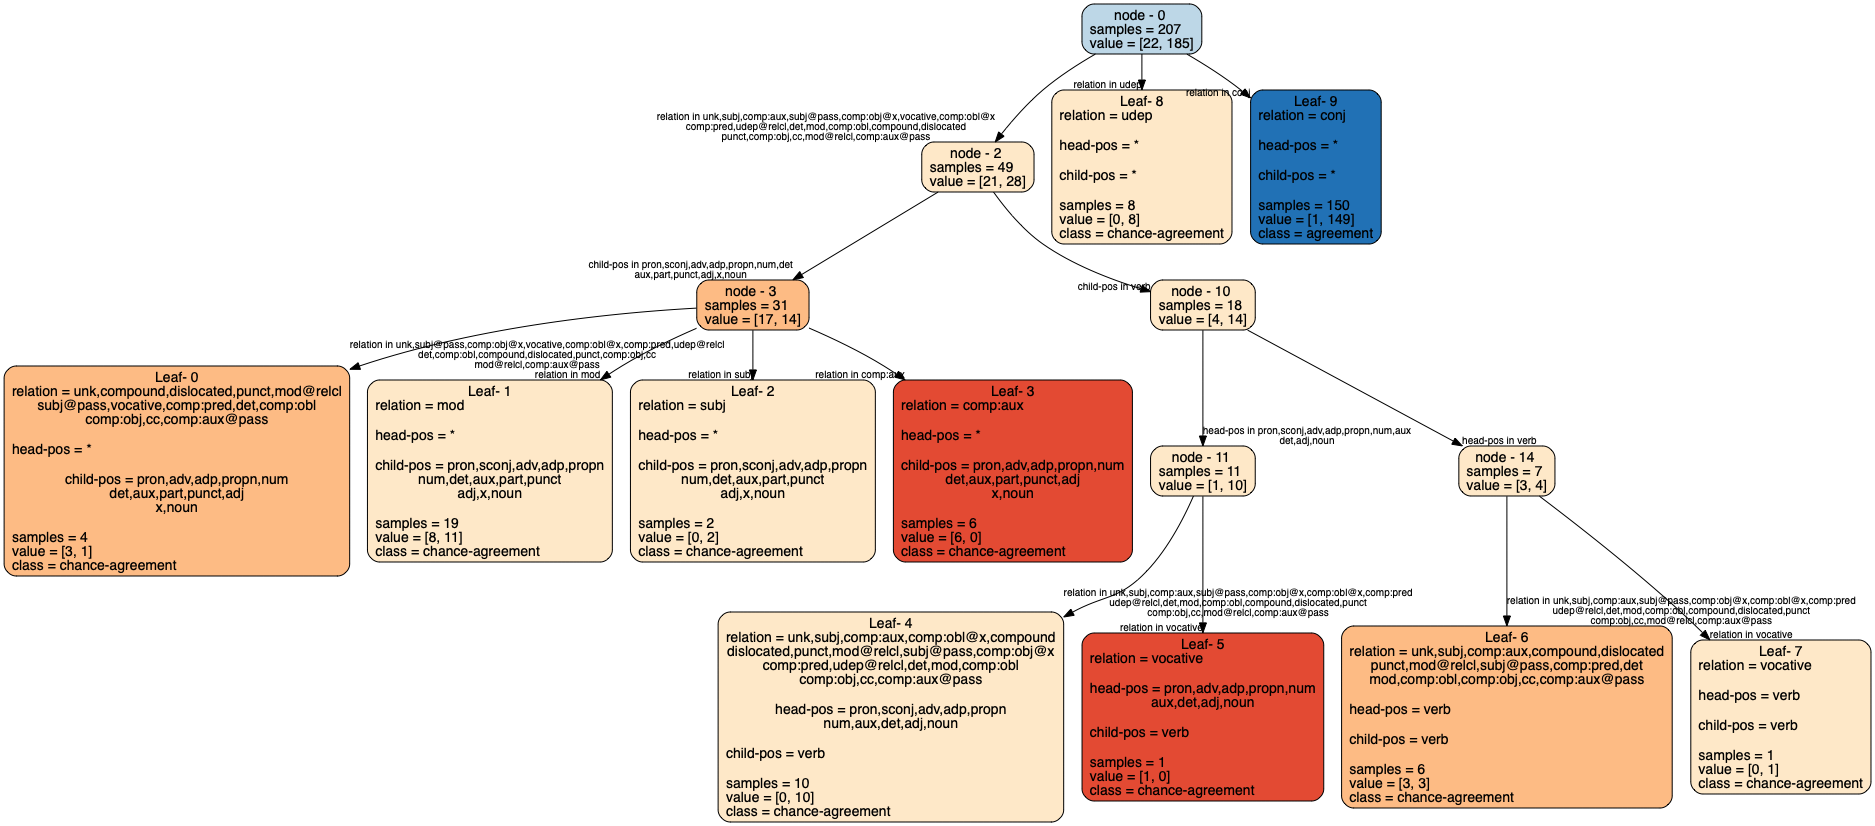 node - 0
samples = 207
value = [22, 185]
relation in unk,subj,comp:aux,subj@pass,comp:obj@x,vocative,comp:obl@x
comp:pred,udep@relcl,det,mod,comp:obl,compound,dislocated
punct,comp:obj,cc,mod@relcl,comp:aux@pass
relation in udep
relation in conj
node - 2
samples = 49
value = [21, 28]
Leaf- 8
relation = udep
head-pos = *
child-pos = *
samples = 8
value = [0, 8]
class = chance-agreement
Leaf- 9
relation = conj
head-pos = *
child-pos = *
samples = 150
value = [1, 149]
class = agreement
child-pos in pron,sconj,adv,adp,propn,num,det
aux,part,punct,adj,x,noun
child-pos in verb
node - 3
samples = 31
value = [17, 14]
node - 10
samples = 18
value = [4, 14]
relation in unk,subj@pass,comp:obj@x,vocative,comp:obl@x,comp:pred,udep@relcl
det,comp:obl,compound,dislocated,punct,comp:obj,cc
mod@relcl,comp:aux@pass
relation in mod
relation in subj
relation in comp:aux
Leaf- 0
relation = unk,compound,dislocated,punct,mod@relcl
subj@pass,vocative,comp:pred,det,comp:obl
comp:obj,cc,comp:aux@pass
head-pos = *
child-pos = pron,adv,adp,propn,num
det,aux,part,punct,adj
x,noun
samples = 4
value = [3, 1]
class = chance-agreement
Leaf- 1
relation = mod
head-pos = *
child-pos = pron,sconj,adv,adp,propn
num,det,aux,part,punct
adj,x,noun
samples = 19
value = [8, 11]
class = chance-agreement
Leaf- 2
relation = subj
head-pos = *
child-pos = pron,sconj,adv,adp,propn
num,det,aux,part,punct
adj,x,noun
samples = 2
value = [0, 2]
class = chance-agreement
Leaf- 3
relation = comp:aux
head-pos = *
child-pos = pron,adv,adp,propn,num
det,aux,part,punct,adj
x,noun
samples = 6
value = [6, 0]
class = chance-agreement
head-pos in pron,sconj,adv,adp,propn,num,aux
det,adj,noun
head-pos in verb
node - 11
samples = 11
value = [1, 10]
node - 14
samples = 7
value = [3, 4]
relation in unk,subj,comp:aux,subj@pass,comp:obj@x,comp:obl@x,comp:pred
udep@relcl,det,mod,comp:obl,compound,dislocated,punct
comp:obj,cc,mod@relcl,comp:aux@pass
relation in vocative
relation in unk,subj,comp:aux,subj@pass,comp:obj@x,comp:obl@x,comp:pred
udep@relcl,det,mod,comp:obl,compound,dislocated,punct
comp:obj,cc,mod@relcl,comp:aux@pass
relation in vocative
Leaf- 4
relation = unk,subj,comp:aux,comp:obl@x,compound
dislocated,punct,mod@relcl,subj@pass,comp:obj@x
comp:pred,udep@relcl,det,mod,comp:obl
comp:obj,cc,comp:aux@pass
head-pos = pron,sconj,adv,adp,propn
num,aux,det,adj,noun
child-pos = verb
samples = 10
value = [0, 10]
class = chance-agreement
Leaf- 5
relation = vocative
head-pos = pron,adv,adp,propn,num
aux,det,adj,noun
child-pos = verb
samples = 1
value = [1, 0]
class = chance-agreement
Leaf- 6
relation = unk,subj,comp:aux,compound,dislocated
punct,mod@relcl,subj@pass,comp:pred,det
mod,comp:obl,comp:obj,cc,comp:aux@pass
head-pos = verb
child-pos = verb
samples = 6
value = [3, 3]
class = chance-agreement
Leaf- 7
relation = vocative
head-pos = verb
child-pos = verb
samples = 1
value = [0, 1]
class = chance-agreement